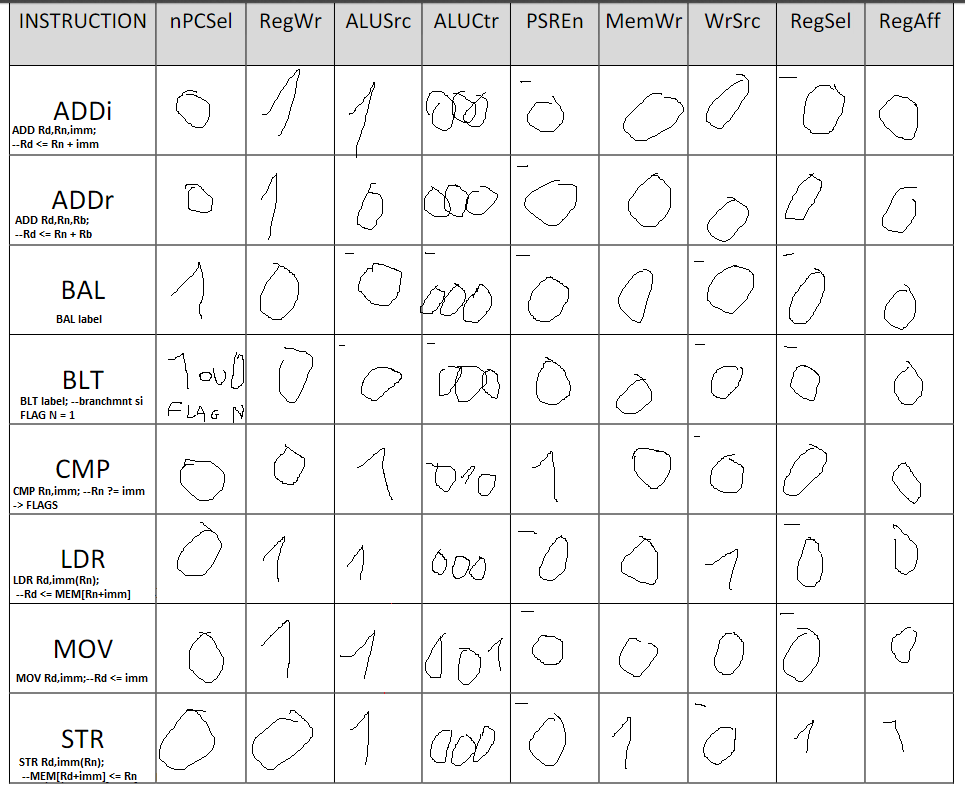 INSTRUCTION nPCSel RegWr ALUSrc ALUCtr PSREn MemWr WrSrc RegSel RegAff
ADDi 0 1 1 000 -0 0 0 -0 0
ADD Rd,Rn,imm;
--Rd <= Rn + imm
ADDr 0 1 0 000 -0 0 0 0 0
ADD Rd,Rn,Rb;
--Rd <= Rn + Rb
BAL 1 0 -0 -000 -0 0 -0 -0 0
BAL label
BLT 1 ou 0 0 -0 -000 0 0 -0 -0 0
BLT label; --branchmnt si FLAG N
FLAG N = 1
CMP 0 0 1 010 1 0 -0 0 0
CMP Rn,imm; --Rn ?= imm
-> FLAGS
LDR 0 1 1 000 -0 0 1 -0 0
LDR Rd,imm(Rn);
--Rd <= MEM[Rn+imm]
MOV 0 1 1 001 -0 0 0 -0 0
MOV Rd,imm;--Rd <= imm
STR 0 0 1 000 -0 1 -0 1 1
STR Rd,imm(Rn);
--MEM[Rd+imm] <= Rn